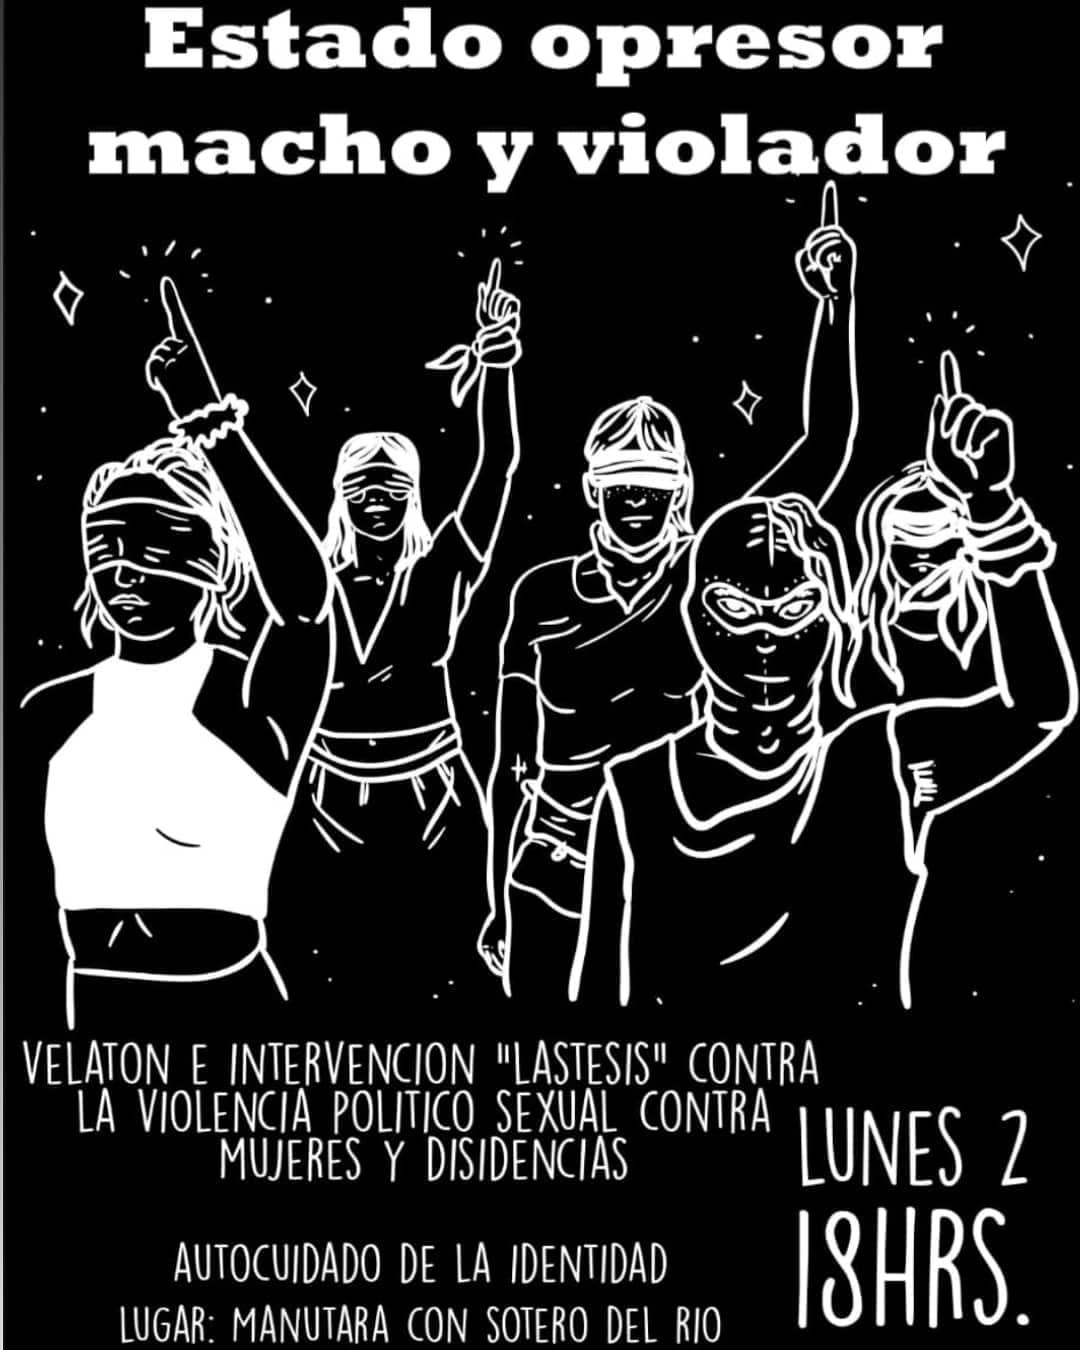 Estado opresor
macho y violador
VELATON E INTERVENCION "LASTESIS" CONTRA
LA VIOLENCIA POLITICO SEXUAL CONTRA
MUJERES Y DISIDENCIAS
LUNES 2
18HRS.
AUTOCUIDADO DE LA IDENTIDAD
LUGAR: MANUTARA CON SOTERO DEL RIO